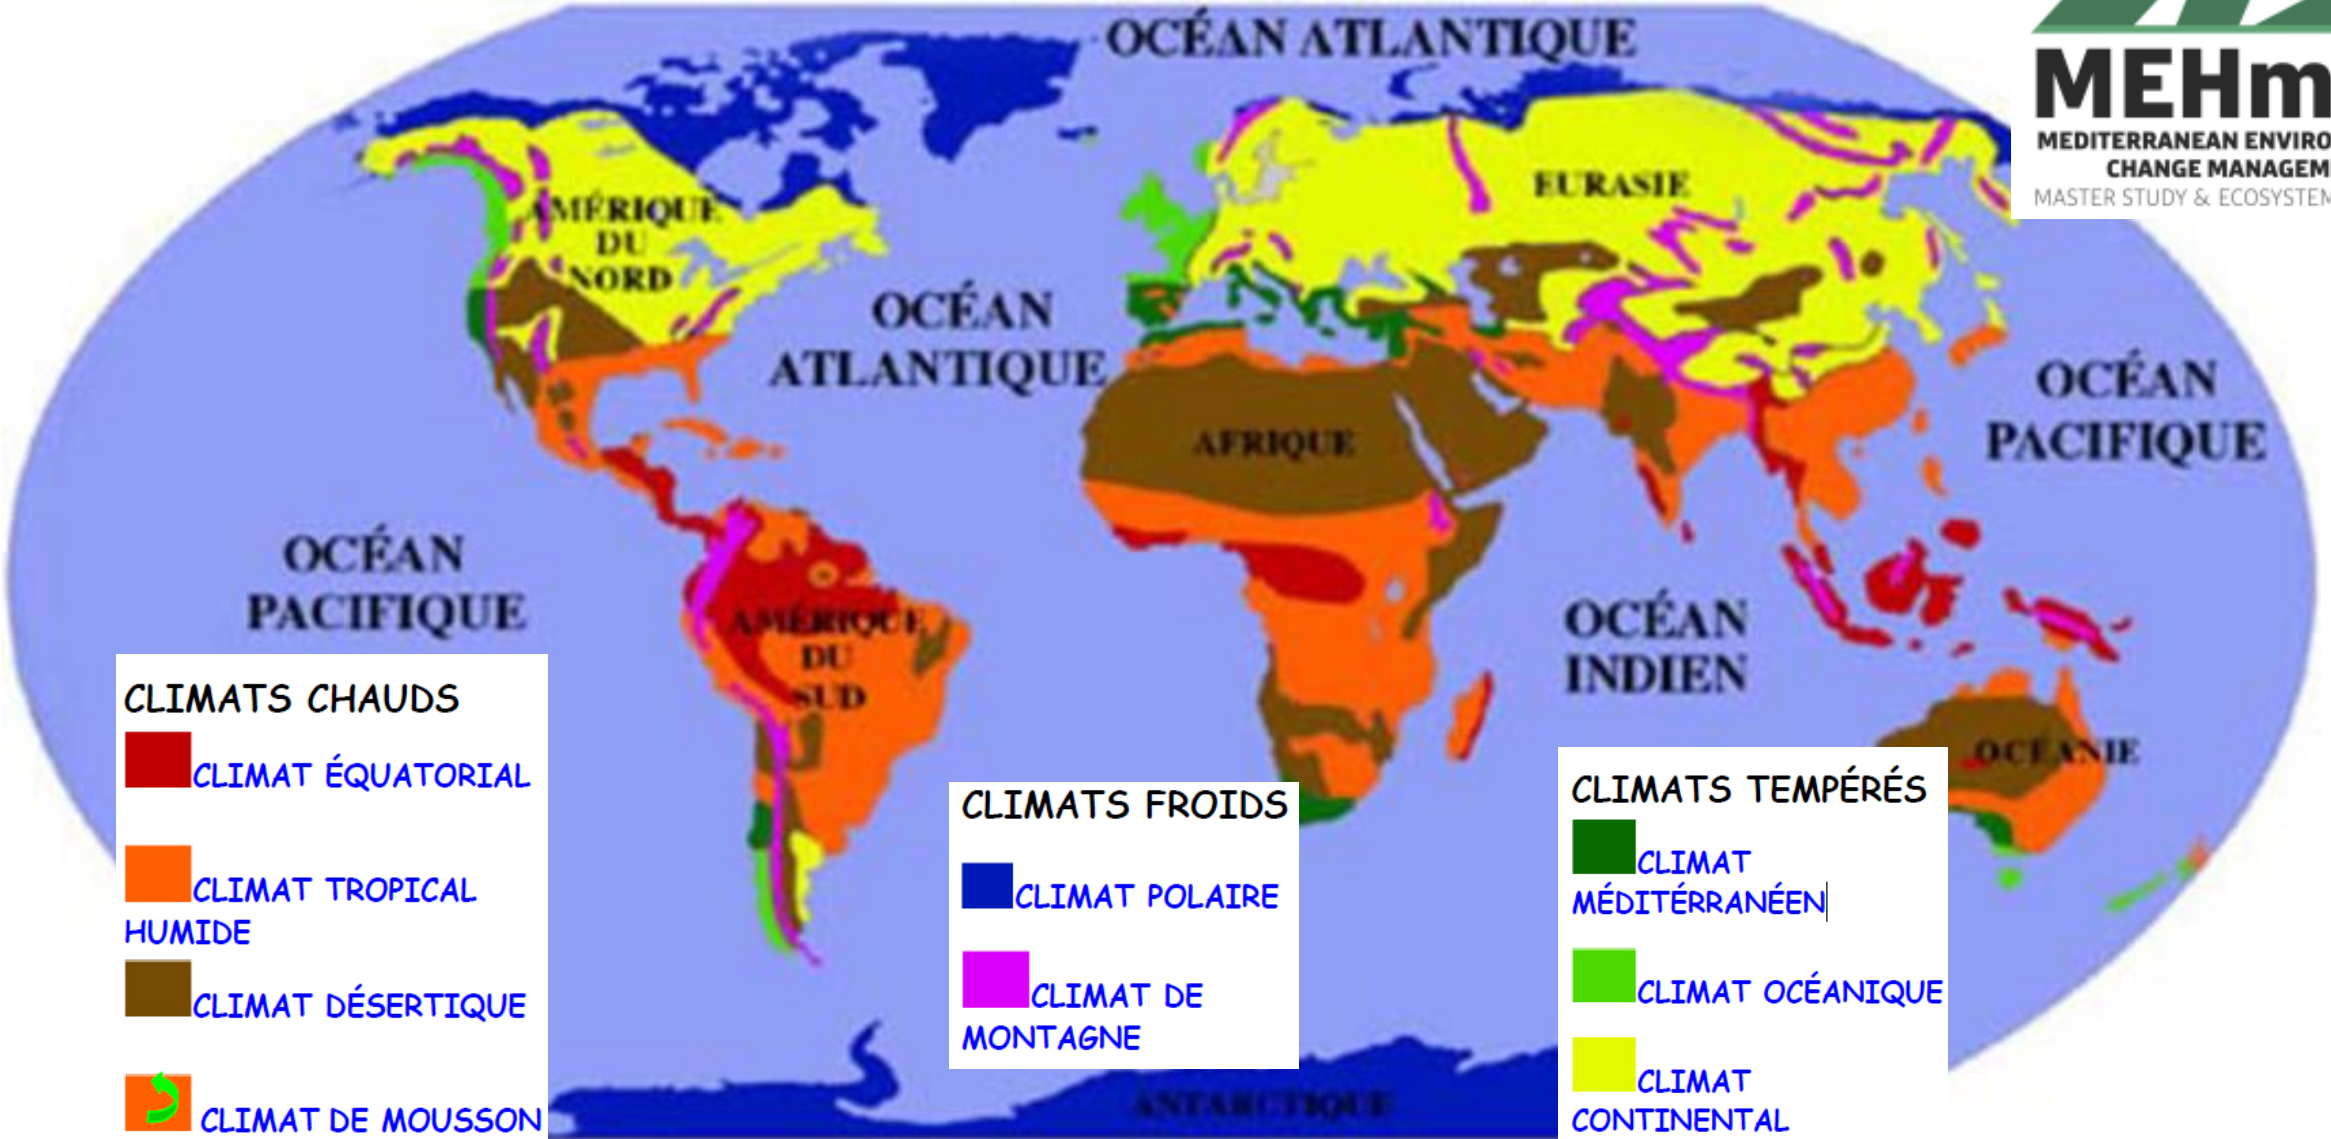 OCÉAN ATLANTIQUE
MEHm
MEDITERRANEAN ENVIRO
CHANGE MANAGEM
MASTER STUDY & ECOSYSTEM
EURASIE
AMÉRIQUE
DU
NORD
OCÉAN
ATLANTIQUE
OCÉAN
PACIFIQUE
AFRIQUE
OCÉAN
PACIFIQUE
OCÉAN
INDIEN
AMÉRIQUE
DU
SUD
OCÉANIE
CLIMATS CHAUDS
CLIMAT ÉQUATORIAL
CLIMAT TROPICAL
HUMIDE
CLIMAT DÉSERTIQUE
CLIMAT DE MOUSSON
CLIMATS FROIDS
CLIMAT POLAIRE
CLIMAT DE
MONTAGNE
CLIMATS TEMPÉRÉS
CLIMAT
MÉDITÉRRANÉEN
CLIMAT OCÉANIQUE
CLIMAT
CONTINENTAL
ANTARCTIQUE